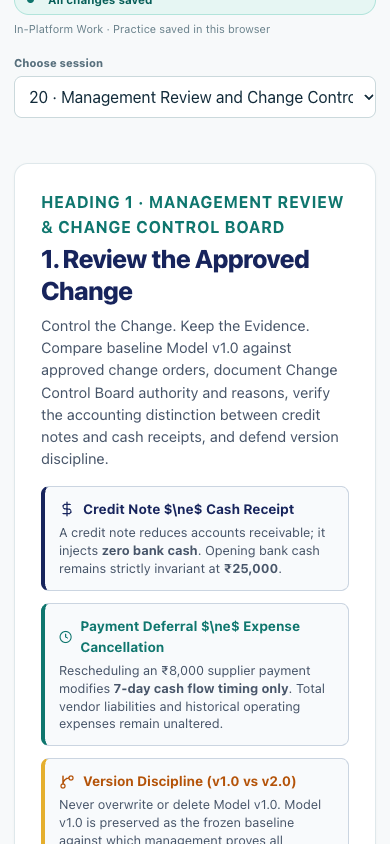 All changes saved
In-Platform Work · Practice saved in this browser
Choose session
20 · Management Review and Change Contro
HEADING 1 · MANAGEMENT REVIEW
& CHANGE CONTROL BOARD
1. Review the Approved
Change
Control the Change. Keep the Evidence.
Compare baseline Model v1.0 against
approved change orders, document Change
Control Board authority and reasons, verify
the accounting distinction between credit
notes and cash receipts, and defend version
discipline.
Credit Note $\ne$ Cash Receipt
A credit note reduces accounts receivable; it
injects zero bank cash. Opening bank cash
remains strictly invariant at ₹25,000.
Payment Deferral $\ne$ Expense
Cancellation
Rescheduling an ₹8,000 supplier payment
modifies 7-day cash flow timing only. Total
vendor liabilities and historical operating
expenses remain unaltered.
Version Discipline (v1.0 vs v2.0)
Never overwrite or delete Model v1.0. Model
v1.0 is preserved as the frozen baseline
against which management proves all